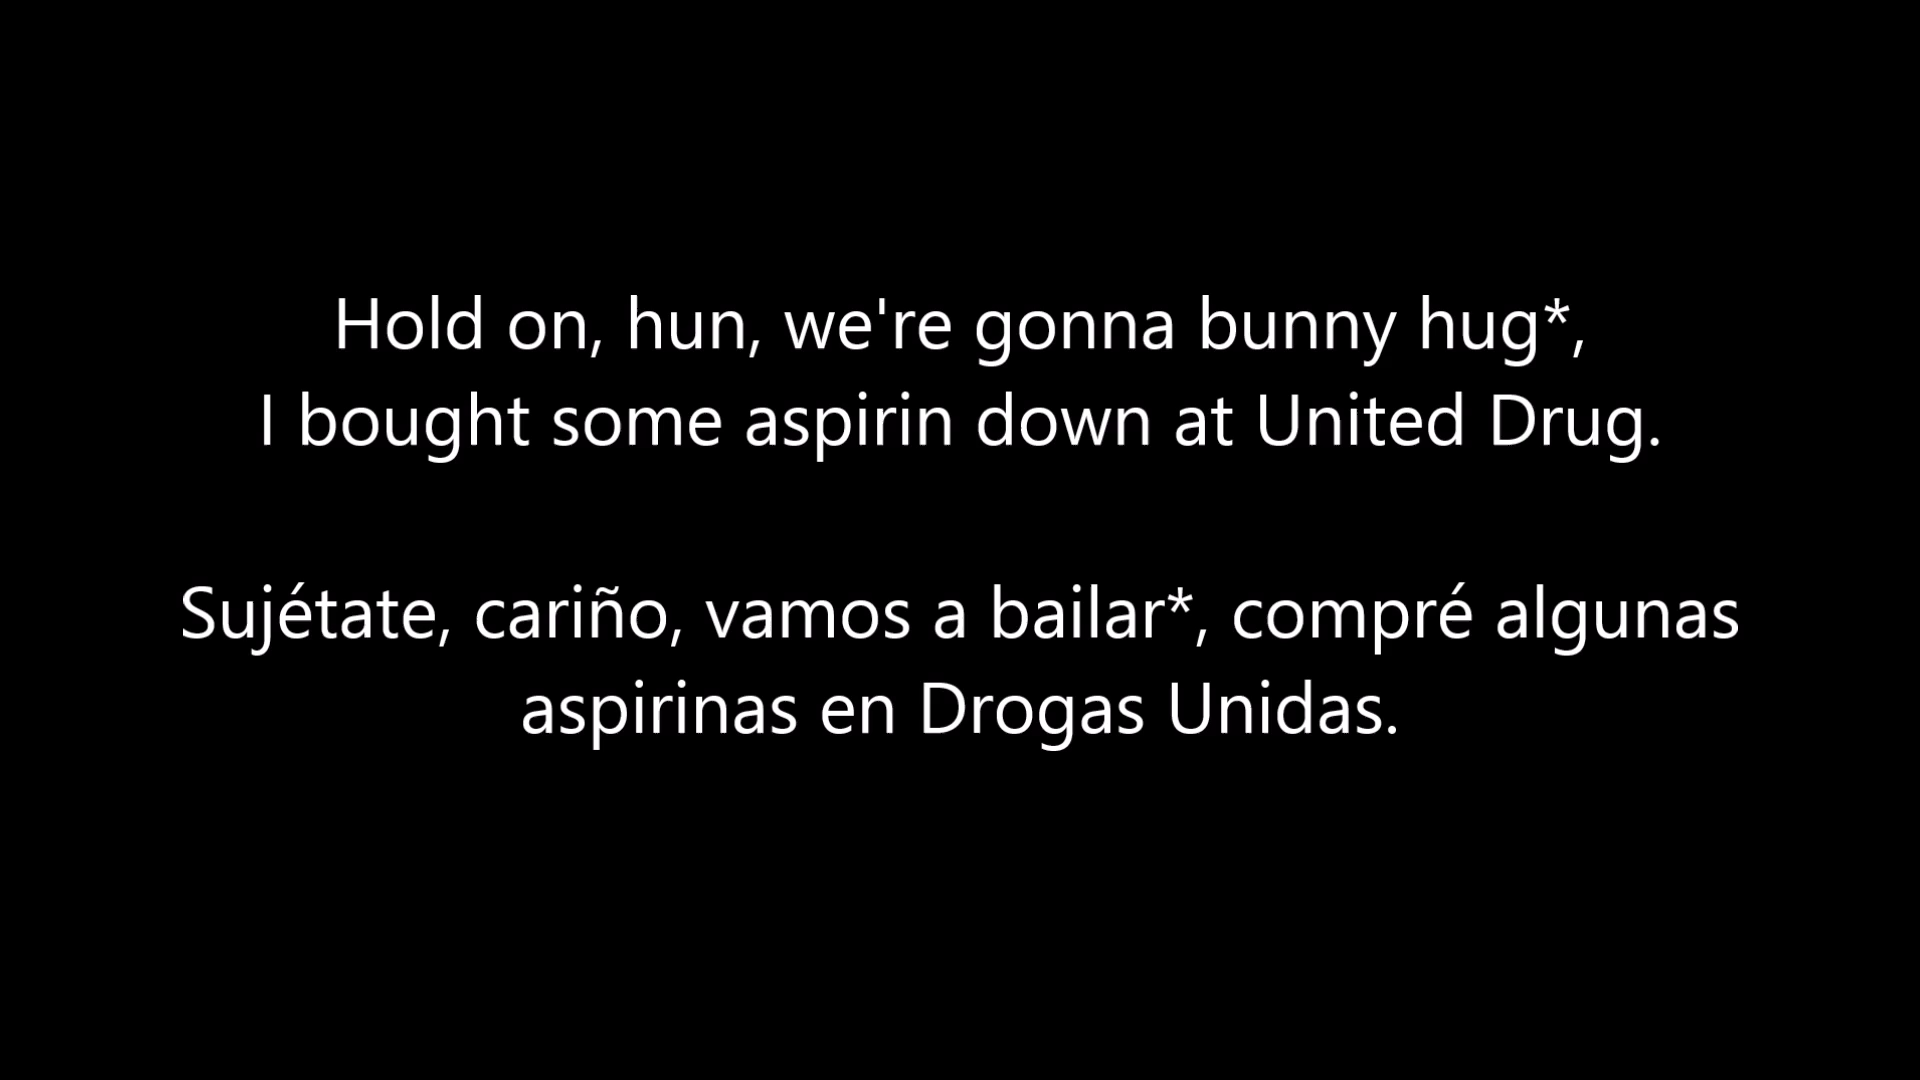 Hold on, hun, we're gonna bunny hug*,
I bought some aspirin down at United Drug.
Sujétate, cariño, vamos a bailar*, compré algunas
aspirinas en Drogas Unidas.